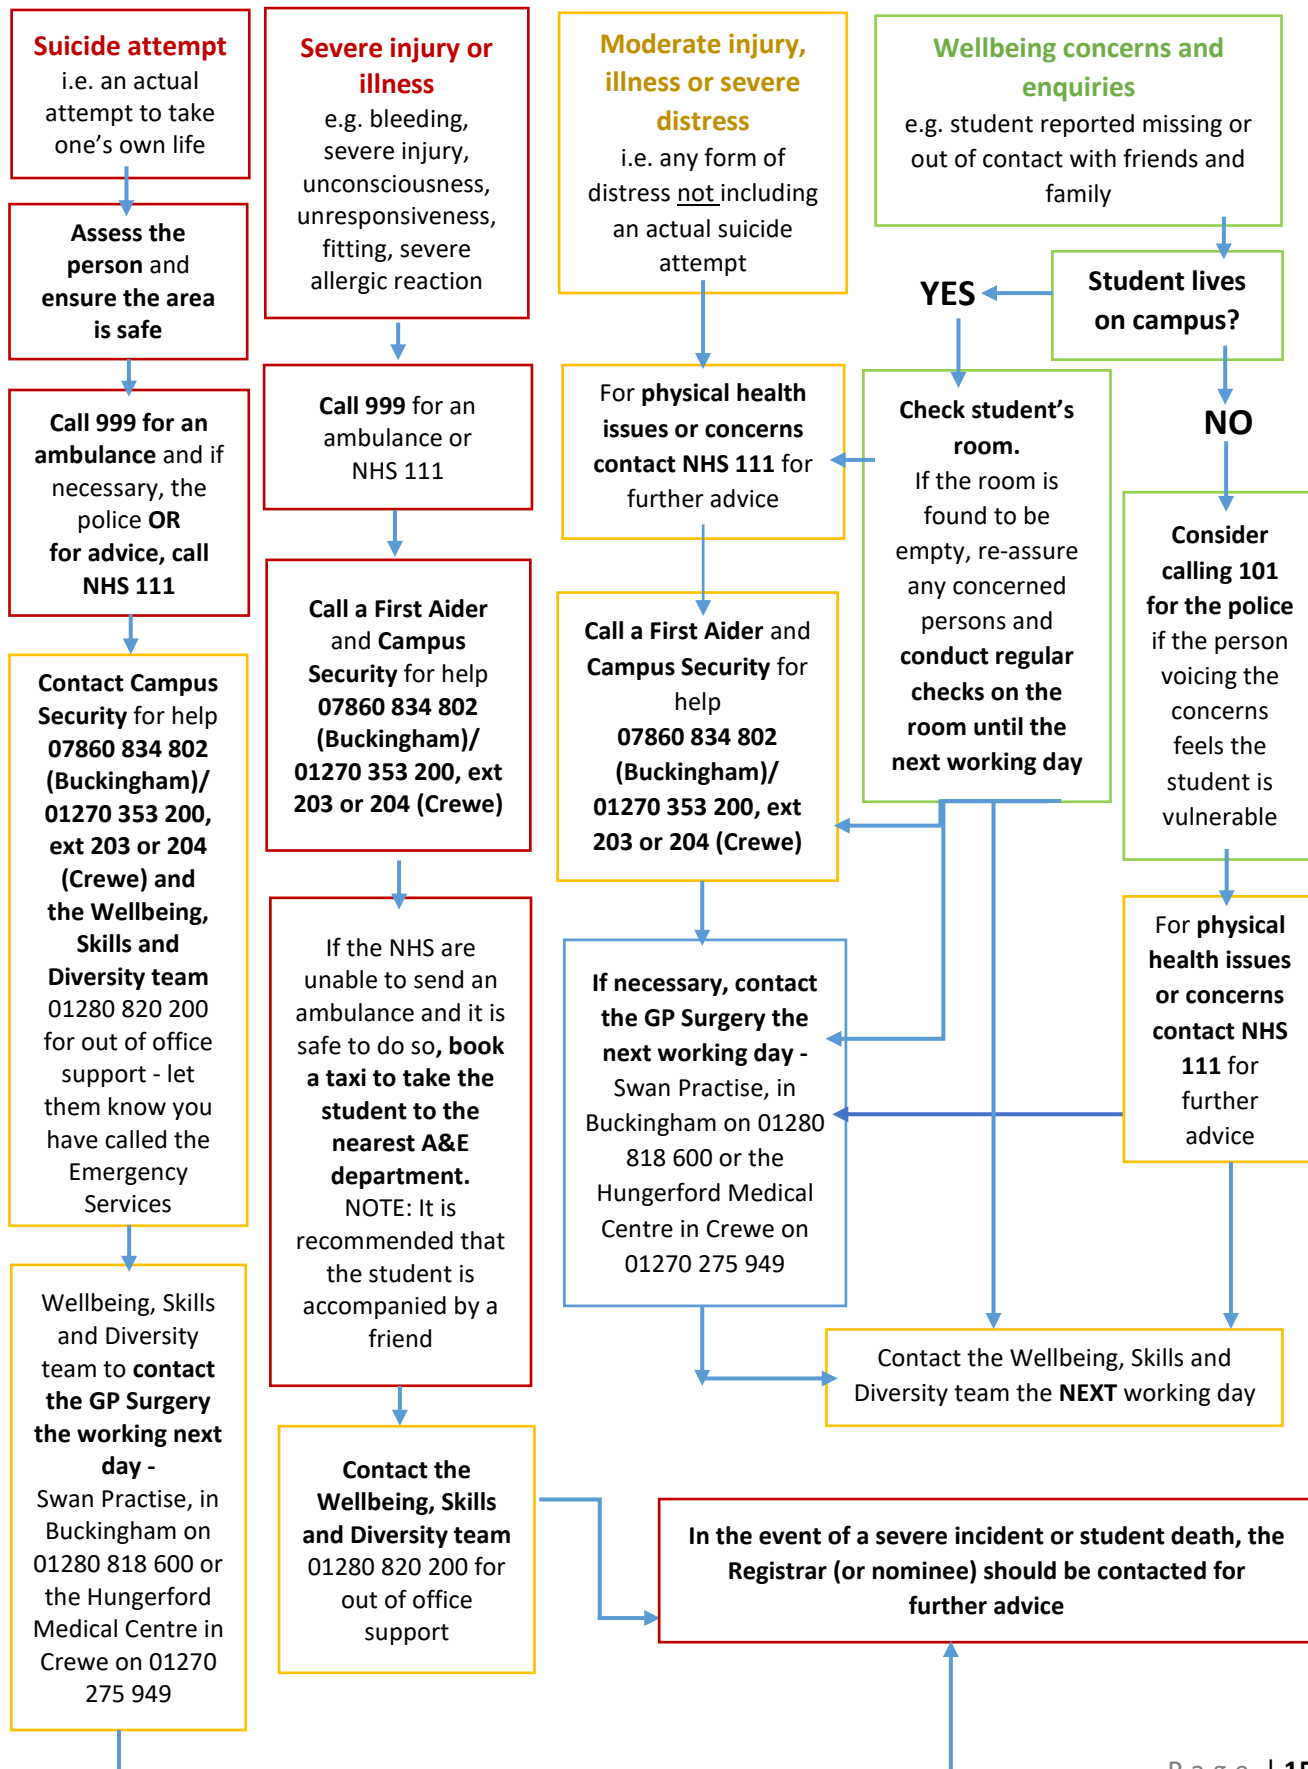 Suicide attempt
i.e. an actual
attempt to take
one’s own life
Assess the
person and
ensure the area
is safe
Call 999 for an
ambulance and if
necessary, the
police OR
for advice, call
NHS 111
Contact Campus
Security for help
07860 834 802
(Buckingham)/
01270 353 200,
ext 203 or 204
(Crewe) and
the Wellbeing,
Skills and
Diversity team
01280 820 200
for out of office
support - let
them know you
have called the
Emergency
Services
Wellbeing, Skills
and Diversity
team to contact
the GP Surgery
the working next
day -
Swan Practise, in
Buckingham on
01280 818 600 or
the Hungerford
Medical Centre in
Crewe on 01270
275 949
Severe injury or
illness
e.g. bleeding,
severe injury,
unconsciousness,
unresponsiveness,
fitting, severe
allergic reaction
Call 999 for an
ambulance or
NHS 111
Call a First Aider
and Campus
Security for help
07860 834 802
(Buckingham)/
01270 353 200, ext
203 or 204 (Crewe)
If the NHS are
unable to send an
ambulance and it is
safe to do so, book
a taxi to take the
student to the
nearest A&E
department.
NOTE: It is
recommended that
the student is
accompanied by a
friend
Contact the
Wellbeing, Skills
and Diversity team
01280 820 200 for
out of office
support
Moderate injury,
illness or severe
distress
i.e. any form of
distress not including
an actual suicide
attempt
For physical health
issues or concerns
contact NHS 111 for
further advice
Call a First Aider and
Campus Security for
help
07860 834 802
(Buckingham)/
01270 353 200, ext
203 or 204 (Crewe)
If necessary, contact
the GP Surgery the
next working day -
Swan Practise, in
Buckingham on 01280
818 600 or the
Hungerford Medical
Centre in Crewe on
01270 275 949
Wellbeing concerns and
enquiries
e.g. student reported missing or
out of contact with friends and
family
Student lives
on campus?
YES
Check student’s
room.
If the room is
found to be
empty, re-assure
any concerned
persons and
conduct regular
checks on the
room until the
next working day
NO
Consider
calling 101
for the police
if the person
voicing the
concerns
feels the
student is
vulnerable
For physical
health issues
or concerns
contact NHS
111 for
further
advice
Contact the Wellbeing, Skills and
Diversity team the NEXT working day
In the event of a severe incident or student death, the
Registrar (or nominee) should be contacted for
further advice
Page |